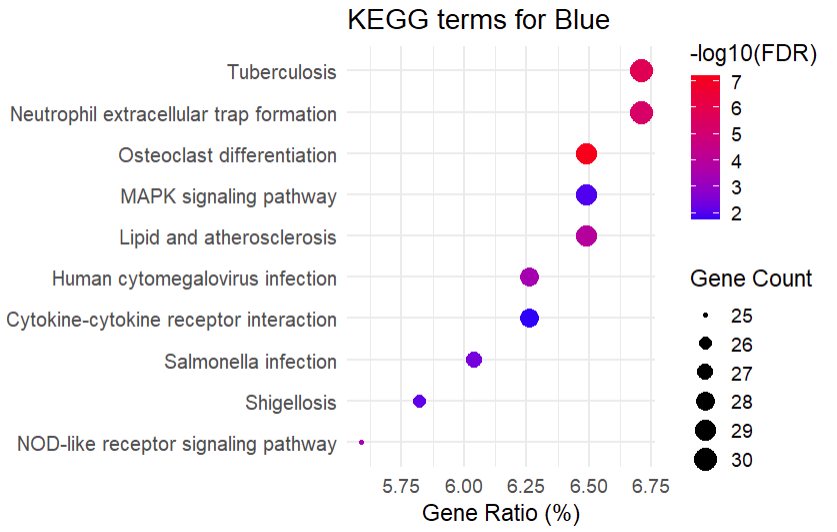 KEGG terms for Blue
Tuberculosis
Neutrophil extracellular trap formation
Osteoclast differentiation
MAPK signaling pathway
Lipid and atherosclerosis
Human cytomegalovirus infection
Cytokine-cytokine receptor interaction
Salmonella infection
Shigellosis
NOD-like receptor signaling pathway
5.75 6.00 6.25 6.50 6.75
Gene Ratio (%)
-log10(FDR)
7
6
5
4
3
2
Gene Count
25
26
27
28
29
30